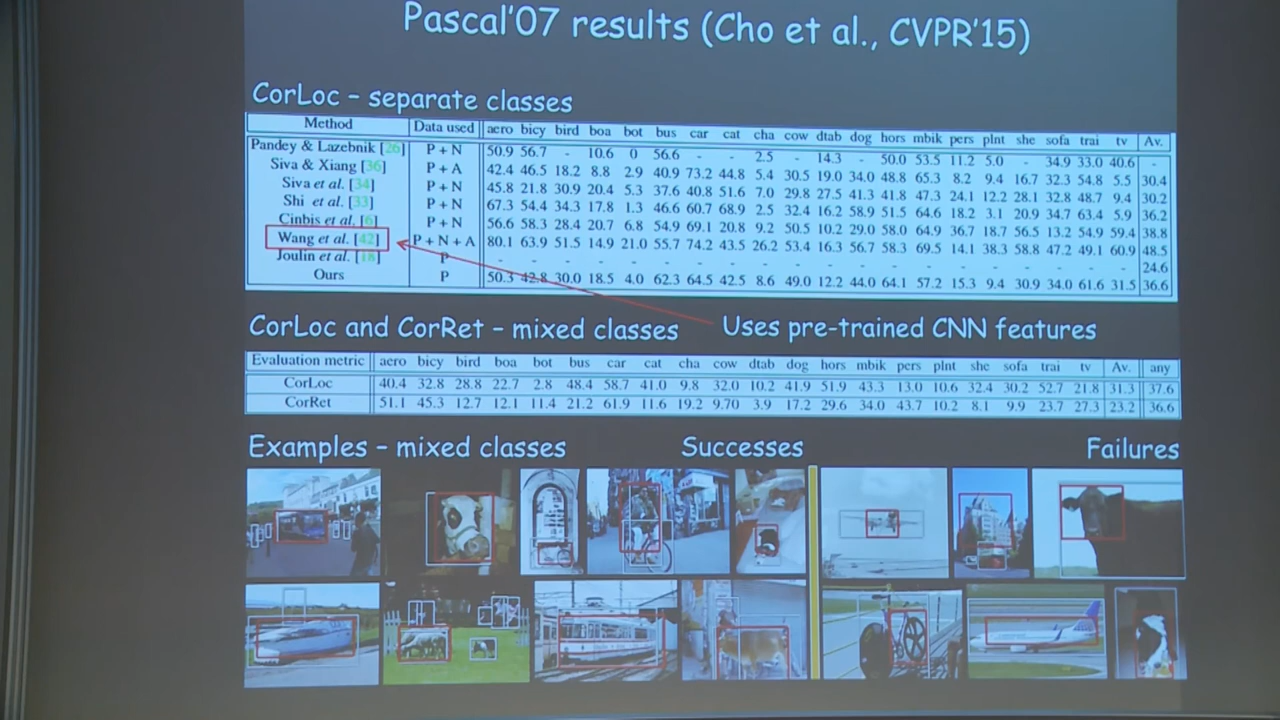 Pascal'07 results (Cho et al., CVPR'15)
CorLoc – separate classes
Method Data used aero bicy bird boa bot bus car cat cha cow dtab dog hors mbik pers plnt she sofa trai tv Av.
Pandey & Lazebnik [26] P + N 50.9 56.7 - 10.6 0 56.6 - - 2.5 - 14.3 - 50.0 53.5 11.2 5.0 - 34.9 33.0 40.6 -
Siva & Xiang [36] P + A 42.4 46.5 18.2 8.8 2.9 40.9 73.2 44.8 5.4 30.5 19.0 34.0 48.8 65.3 8.2 9.4 16.7 32.3 54.8 5.5 30.4
Siva et al. [34] P + N 45.8 21.8 30.9 20.4 5.3 37.6 40.8 51.6 7.0 29.8 27.5 41.3 41.8 47.3 24.1 12.2 28.1 32.8 48.7 9.4 30.2
Shi et al. [33] P + N 67.3 54.4 34.3 17.8 1.3 46.6 60.7 68.9 2.5 32.4 16.2 58.9 51.5 64.6 18.2 3.1 20.9 34.7 63.4 5.9 36.2
Cinbis et al. [6] P + N 56.6 58.3 28.4 20.7 6.8 54.9 69.1 20.8 9.2 50.5 10.2 29.0 58.0 64.9 36.7 18.7 56.5 13.2 54.9 59.4 38.8
Wang et al. [42] P + N + A 80.1 63.9 51.5 14.9 21.0 55.7 74.2 43.5 26.2 53.4 16.3 56.7 58.3 69.5 14.1 38.3 58.8 47.2 49.1 60.9 48.5
Joulin et al. [18] P - - - - - - - - - - - - - - - - - - - - 24.6
Ours P 50.3 42.8 30.0 18.5 4.0 62.3 64.5 42.5 8.6 49.0 12.2 44.0 64.1 57.2 15.3 9.4 30.9 34.0 61.6 31.5 36.6
CorLoc and CorRet – mixed classes Uses pre-trained CNN features
Evaluation metric aero bicy bird boa bot bus car cat cha cow dtab dog hors mbik pers plnt she sofa trai tv Av. any
CorLoc 40.4 32.8 28.8 22.7 2.8 48.4 58.7 41.0 9.8 32.0 10.2 41.9 51.9 43.3 13.0 10.6 32.4 30.2 52.7 21.8 31.3 37.6
CorRet 51.1 45.3 12.7 12.1 11.4 21.2 61.9 11.6 19.2 9.70 3.9 17.2 29.6 34.0 43.7 10.2 8.1 9.9 23.7 27.3 23.2 36.6
Examples – mixed classes Successes Failures